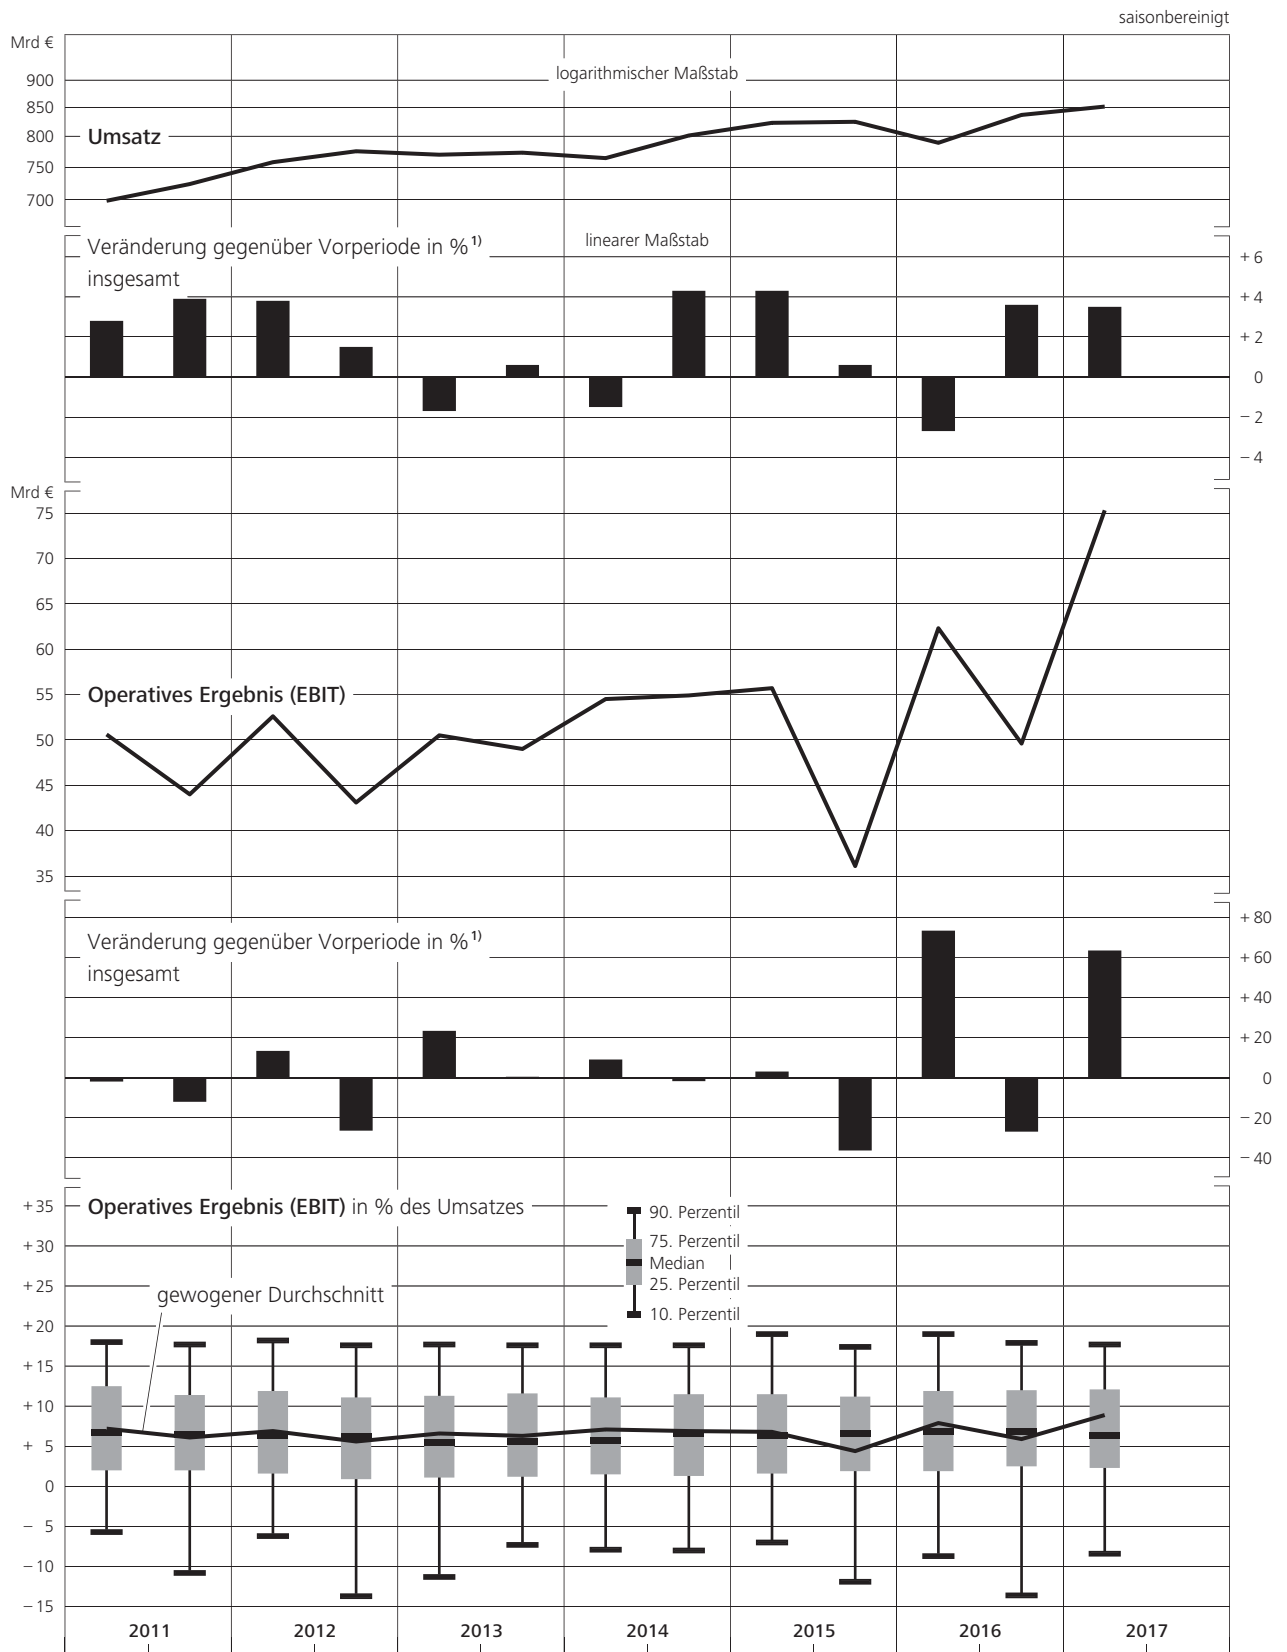 saisonbereinigt
Mrd €
logarithmischer Maßstab
900
850
800
750
700
Umsatz
Veränderung gegenüber Vorperiode in % 1)
insgesamt
linearer Maßstab
+ 6
+ 4
+ 2
0
− 2
− 4
Mrd €
75
70
65
60
55
50
45
40
35
Operatives Ergebnis (EBIT)
Veränderung gegenüber Vorperiode in % 1)
insgesamt
+ 80
+ 60
+ 40
+ 20
0
− 20
− 40
Operatives Ergebnis (EBIT) in % des Umsatzes
90. Perzentil
75. Perzentil
Median
25. Perzentil
10. Perzentil
gewogener Durchschnitt
+ 35
+ 30
+ 25
+ 20
+ 15
+ 10
+ 5
0
− 5
− 10
− 15
2011 2012 2013 2014 2015 2016 2017